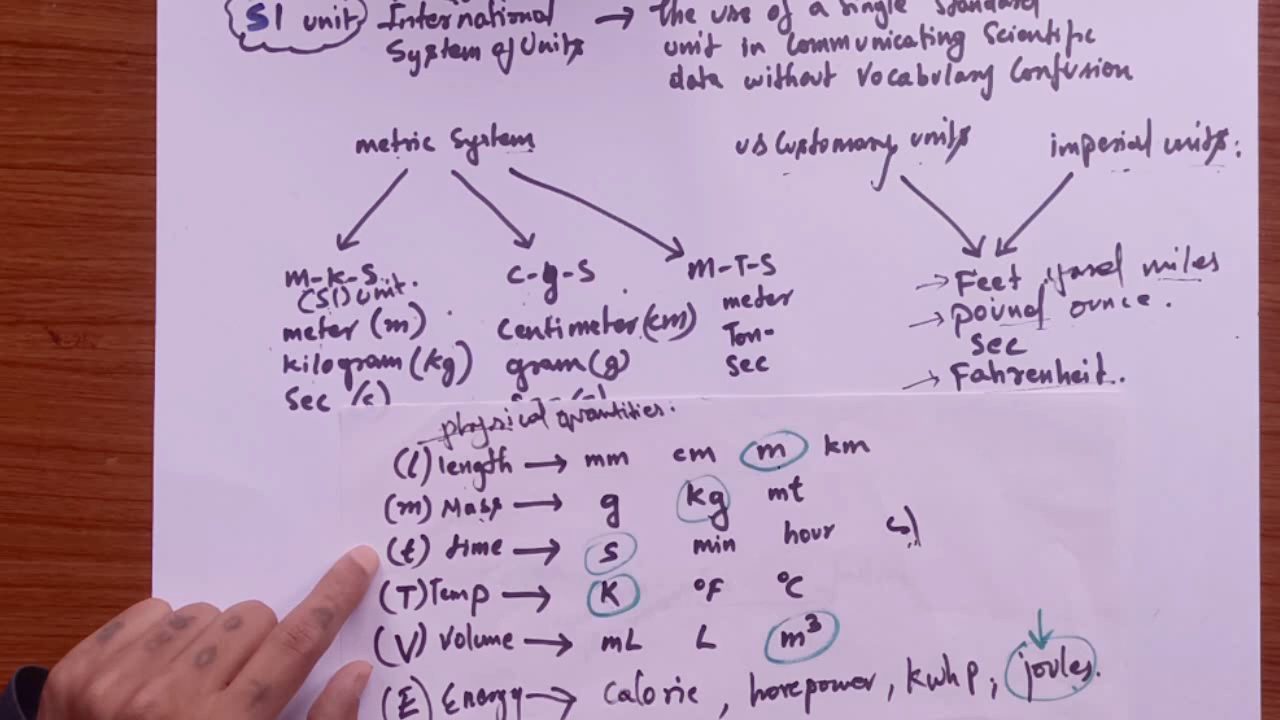 SI unit International → The use of a single standard
System of Units unit in Communicating Scientific
data without Vocabulary Confusion
metric System us Customary units imperial units:
m-k-s. c-g-s M-T-S
(SI) unit. meter
meter (m) Centimeter (cm) Ton-
kilogram (kg) gram (g) sec
Sec (s)
→ Feet yard miles
→ pound ounce.
sec
→ Fahrenheit.
physical quantities:
(l) length → mm cm m km
(m) Mass → g kg mt
(t) time → s min hour
(T) Temp → K °F °C
(V) Volume → mL L m³
(E) Energy → calorie, horepower, kwhp, joules.